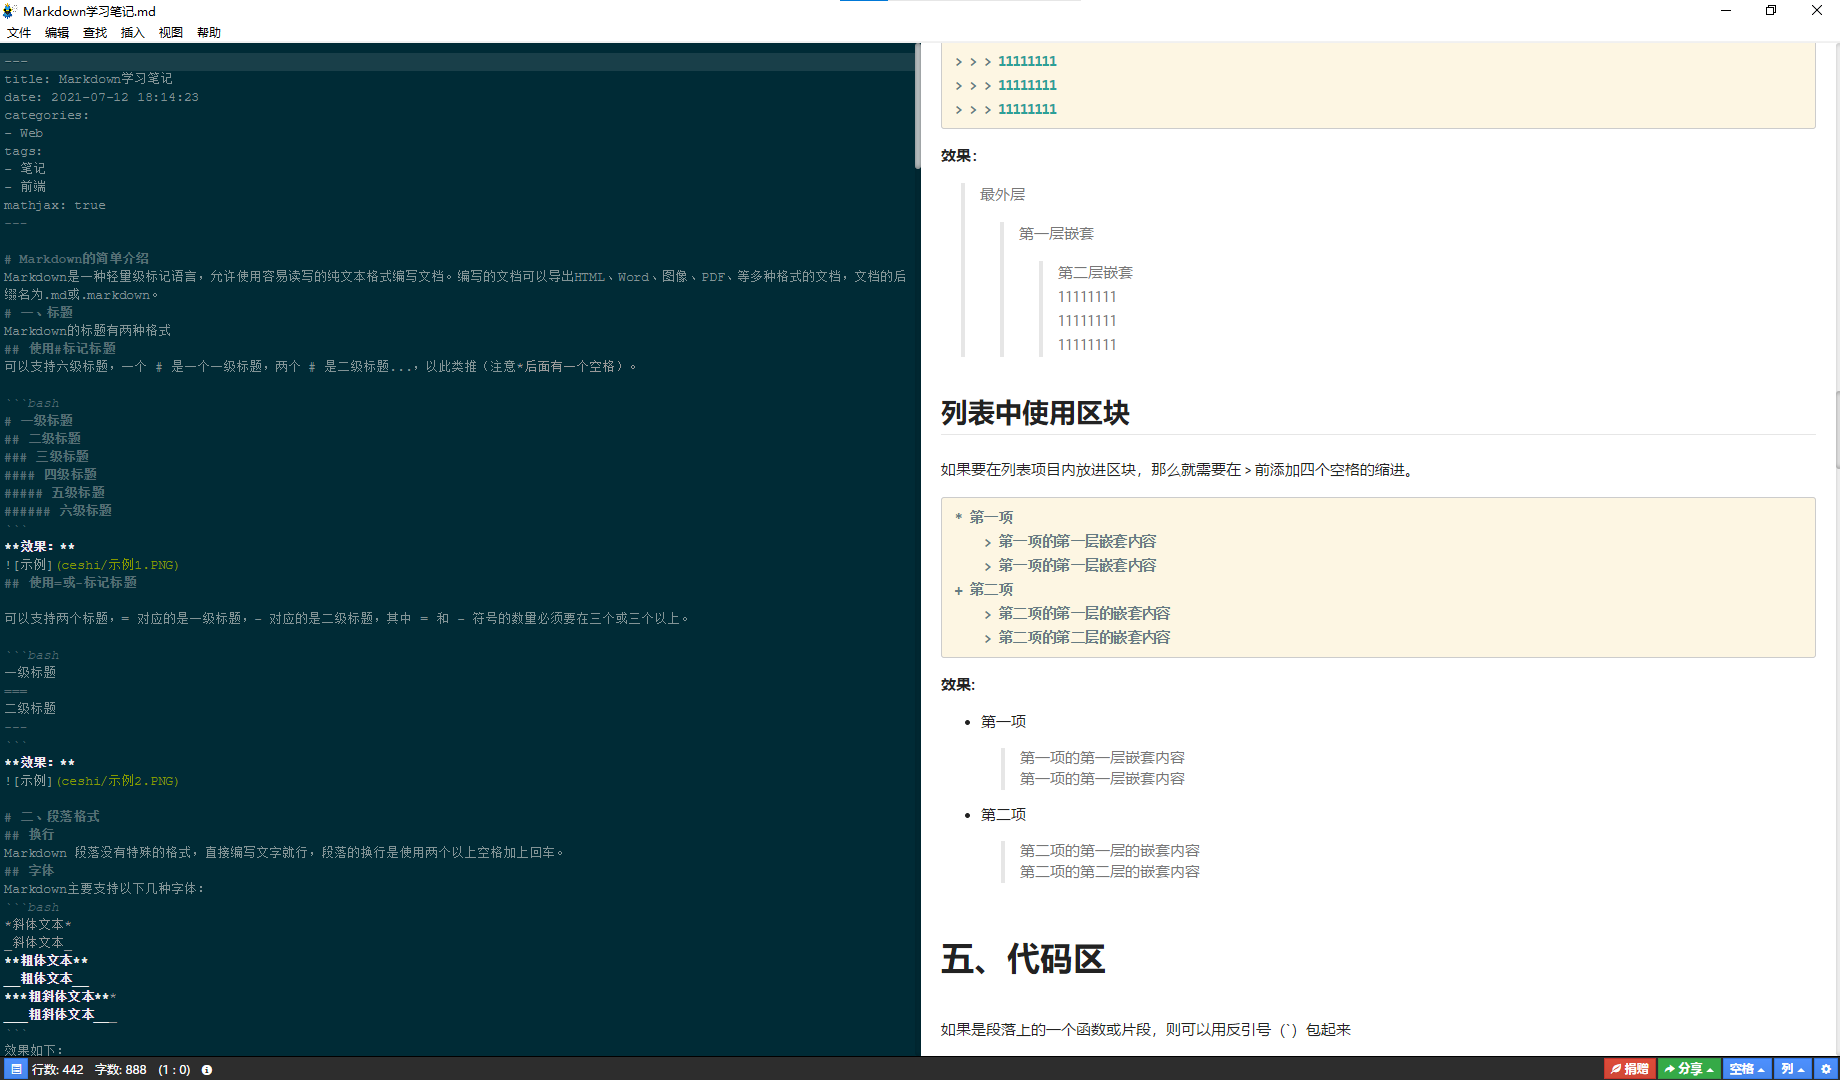 Markdown学习笔记.md
文件 编辑 查找 插入 视图 帮助
---
title: Markdown学习笔记
date: 2021-07-12 18:14:23
categories:
- Web
tags:
- 笔记
- 前端
mathjax: true
---
# Markdown的简单介绍
Markdown是一种轻量级标记语言，允许使用容易读写的纯文本格式编写文档。编写的文档可以导出HTML、Word、图像、PDF、等多种格式的文档，文档的后
缀名为.md或.markdown。
# 一、标题
Markdown的标题有两种格式
## 使用#标记标题
可以支持六级标题，一个 # 是一个一级标题，两个 # 是二级标题...，以此类推（注意*后面有一个空格）。
```bash
# 一级标题
## 二级标题
### 三级标题
#### 四级标题
##### 五级标题
###### 六级标题
```
**效果：**
![示例](ceshi/示例1.PNG)
## 使用=或-标记标题
可以支持两个标题，= 对应的是一级标题，- 对应的是二级标题，其中 = 和 - 符号的数量必须要在三个或三个以上。
```bash
一级标题
===
二级标题
---
```
**效果：**
![示例](ceshi/示例2.PNG)
# 二、段落格式
## 换行
Markdown 段落没有特殊的格式，直接编写文字就行，段落的换行是使用两个以上空格加上回车。
## 字体
Markdown主要支持以下几种字体：
```bash
*斜体文本*
_斜体文本_
**粗体文本**
__粗体文本__
***粗斜体文本***
___粗斜体文本___
```
效果如下：
> > > 11111111
> > > 11111111
> > > 11111111
效果：
最外层
第一层嵌套
第二层嵌套
11111111
11111111
11111111
列表中使用区块
如果要在列表项目内放进区块，那么就需要在 > 前添加四个空格的缩进。
* 第一项
> 第一项的第一层嵌套内容
> 第一项的第一层嵌套内容
+ 第二项
> 第二项的第一层的嵌套内容
> 第二项的第二层的嵌套内容
效果:
• 第一项
第一项的第一层嵌套内容
第一项的第一层嵌套内容
• 第二项
第二项的第一层的嵌套内容
第二项的第二层的嵌套内容
五、代码区
如果是段落上的一个函数或片段，则可以用反引号（`）包起来
行数: 442 字数: 888 (1 : 0)
捐赠 分享 空格 列